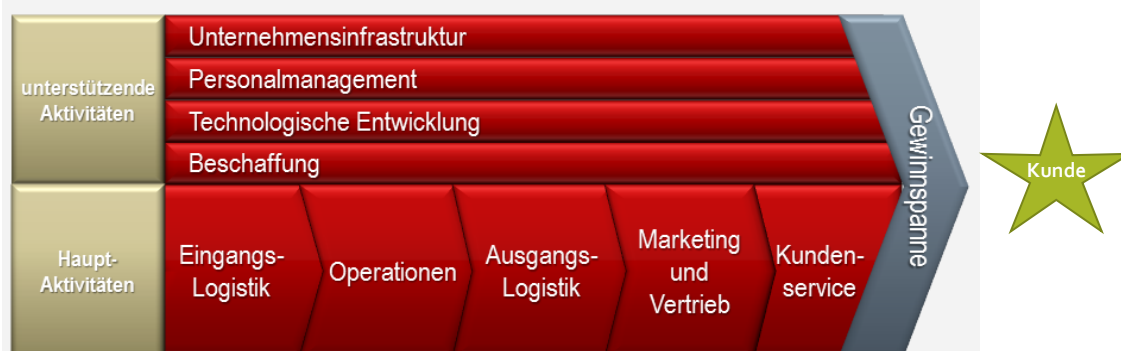 unterstützende
Aktivitäten
Unternehmensinfrastruktur
Personalmanagement
Technologische Entwicklung
Beschaffung
Haupt-
Aktivitäten
Eingangs-
Logistik
Operationen
Ausgangs-
Logistik
Marketing
und
Vertrieb
Kunden-
service
Gewinnspanne
Kunde